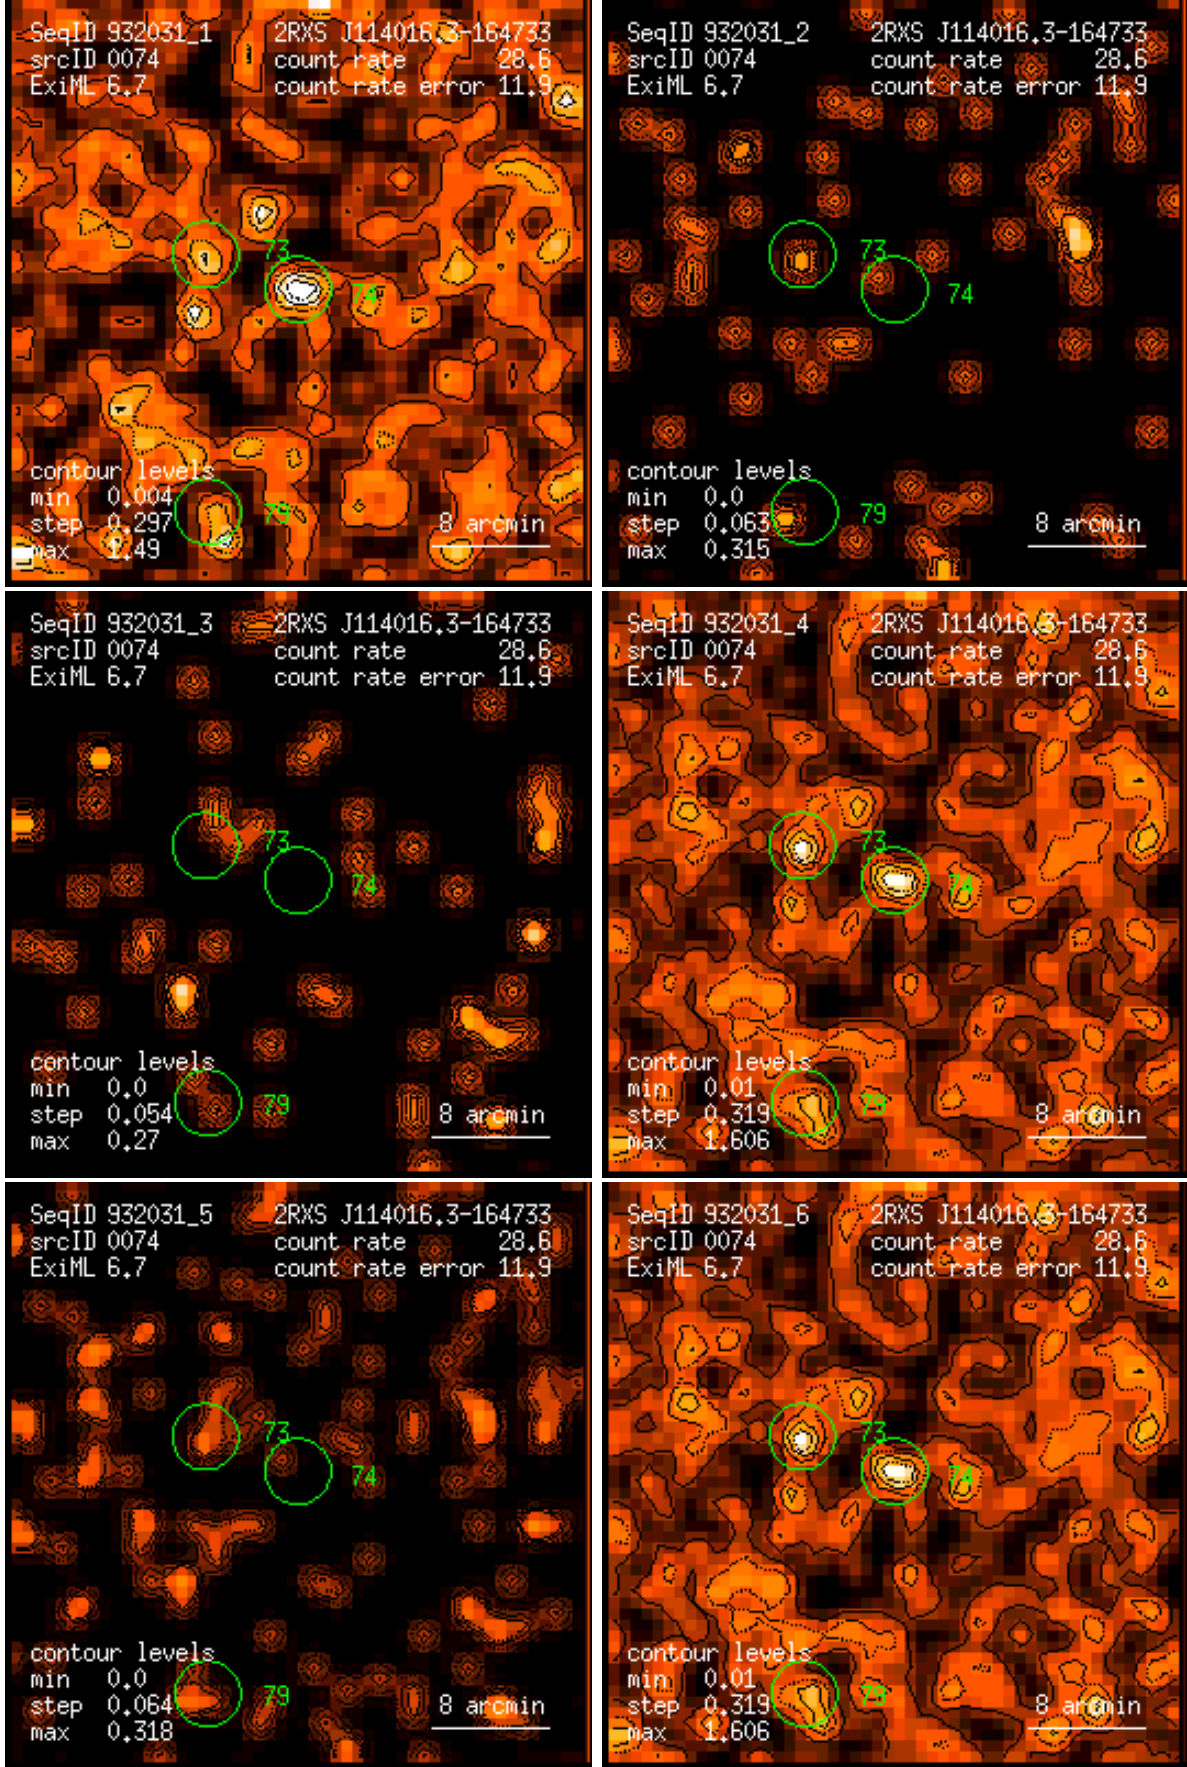 SeqID 932031_1 2RXS J114016.3-164733
srcID 0074 count rate 28.6
ExiML 6.7 count rate error 11.9
73
74
contour levels
min 0.004
step 0.297 79 8 arcmin
max 1.49
SeqID 932031_2 2RXS J114016.3-164733
srcID 0074 count rate 28.6
ExiML 6.7 count rate error 11.9
73
74
contour levels
min 0.0
step 0.063 79 8 arcmin
max 0.315
SeqID 932031_3 2RXS J114016.3-164733
srcID 0074 count rate 28.6
ExiML 6.7 count rate error 11.9
73
74
contour levels
min 0.0
step 0.054 79 8 arcmin
max 0.27
SeqID 932031_4 2RXS J114016.3-164733
srcID 0074 count rate 28.6
ExiML 6.7 count rate error 11.9
73
74
contour levels
min 0.01
step 0.319 79 8 arcmin
max 1.606
SeqID 932031_5 2RXS J114016.3-164733
srcID 0074 count rate 28.6
ExiML 6.7 count rate error 11.9
73
74
contour levels
min 0.0
step 0.064 79 8 arcmin
max 0.318
SeqID 932031_6 2RXS J114016.3-164733
srcID 0074 count rate 28.6
ExiML 6.7 count rate error 11.9
73
74
contour levels
min 0.01
step 0.319 79 8 arcmin
max 1.606